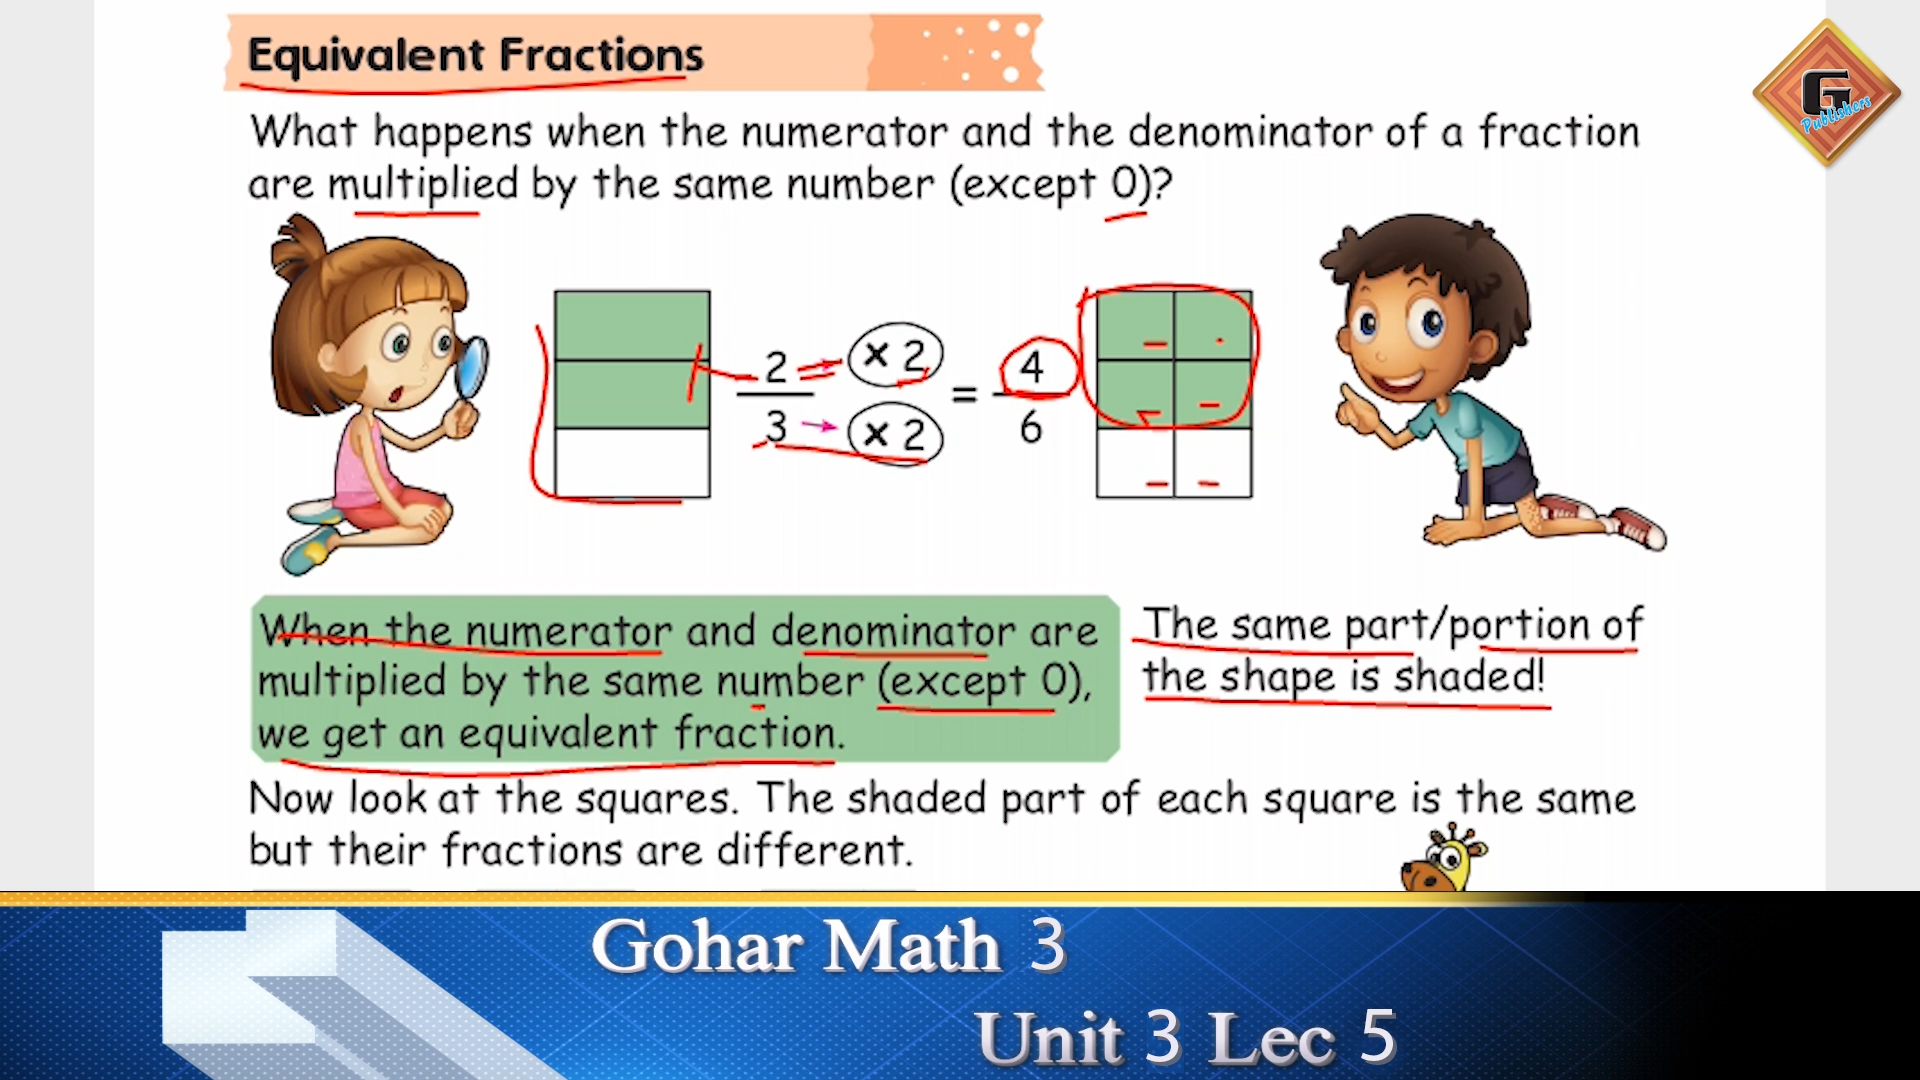 Equivalent Fractions
G
Publishers
What happens when the numerator and the denominator of a fraction
are multiplied by the same number (except 0)?
2 → × 2
3 → × 2
=
4
6
When the numerator and denominator are
multiplied by the same number (except 0),
we get an equivalent fraction.
The same part/portion of
the shape is shaded!
Now look at the squares. The shaded part of each square is the same
but their fractions are different.
Gohar Math 3
Unit 3 Lec 5